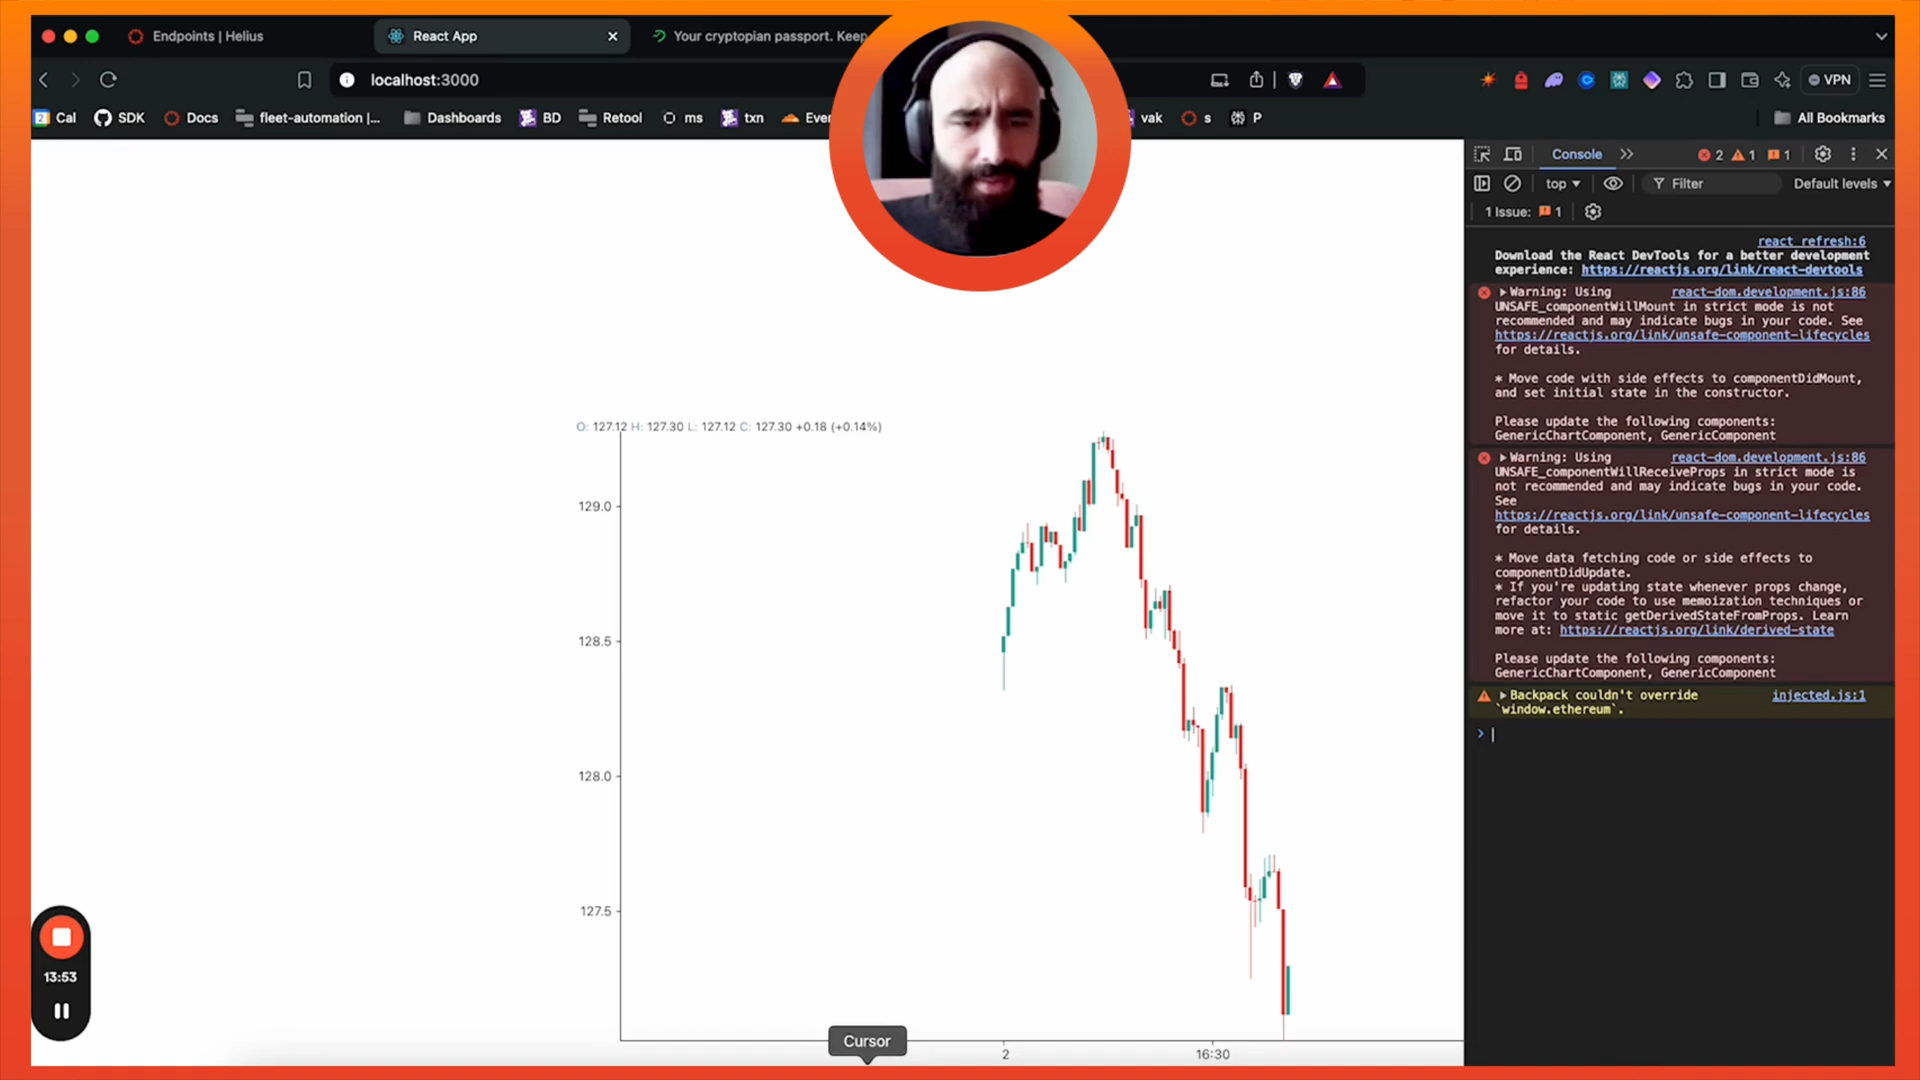 Endpoints | Helius
React App
Your cryptopian passport. Keep
localhost:3000
VPN
Cal
SDK
Docs
fleet-automation |...
Dashboards
BD
Retool
ms
txn
Ever
vak
s
P
All Bookmarks
Console
2
1
1
top
Filter
Default levels
1 Issue:
1
react refresh:6
Download the React DevTools for a better development
experience: https://reactjs.org/link/react-devtools
Warning: Using react-dom.development.js:86
UNSAFE_componentWillMount in strict mode is not
recommended and may indicate bugs in your code. See
https://reactjs.org/link/unsafe-component-lifecycles
for details.
* Move code with side effects to componentDidMount,
and set initial state in the constructor.
Please update the following components:
GenericChartComponent, GenericComponent
Warning: Using react-dom.development.js:86
UNSAFE_componentWillReceiveProps in strict mode is
not recommended and may indicate bugs in your code.
See
https://reactjs.org/link/unsafe-component-lifecycles
for details.
* Move data fetching code or side effects to
componentDidUpdate.
* If you're updating state whenever props change,
refactor your code to use memoization techniques or
move it to static getDerivedStateFromProps. Learn
more at: https://reactjs.org/link/derived-state
Please update the following components:
GenericChartComponent, GenericComponent
Backpack couldn't override injected.js:1
`window.ethereum`.
O: 127.12 H: 127.30 L: 127.12 C: 127.30 +0.18 (+0.14%)
129.0
128.5
128.0
127.5
2
16:30
13:53
Cursor